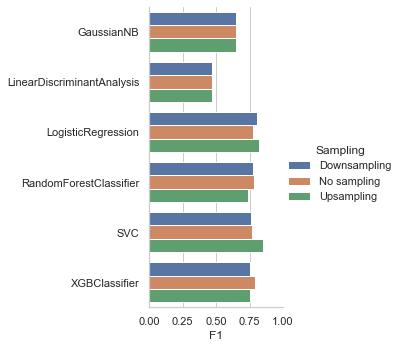 GaussianNB
LinearDiscriminantAnalysis
LogisticRegression
RandomForestClassifier
SVC
XGBClassifier
0.00 0.25 0.50 0.75 1.00
F1
Sampling
Downsampling
No sampling
Upsampling